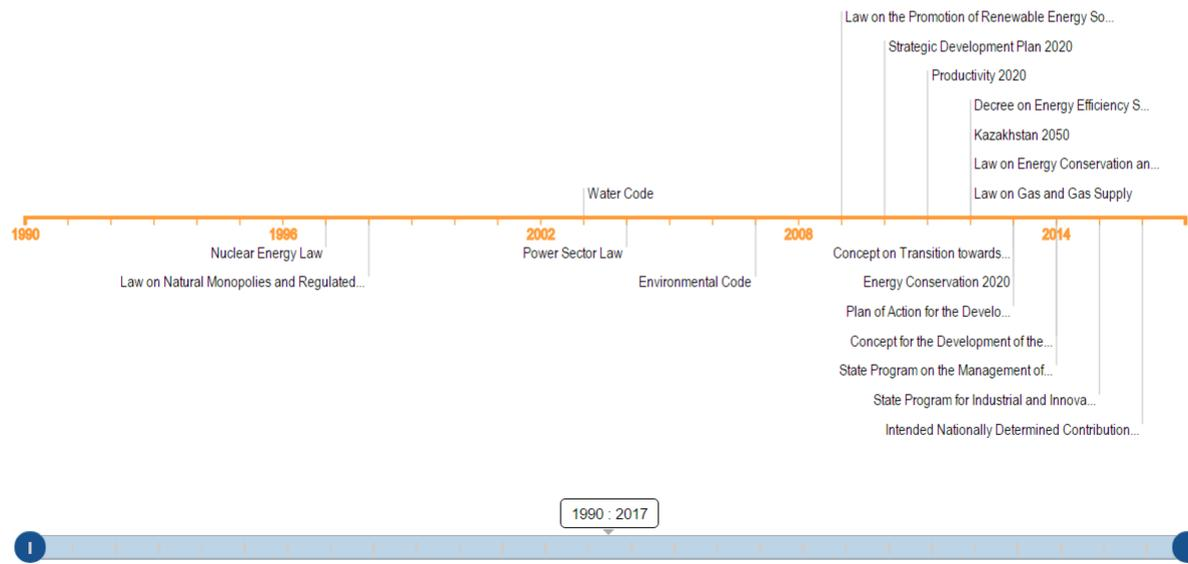 Law on the Promotion of Renewable Energy So...
Strategic Development Plan 2020
Productivity 2020
Decree on Energy Efficiency S...
Kazakhstan 2050
Law on Energy Conservation an...
Water Code
Law on Gas and Gas Supply
1990
1996
2002
2008
2014
Nuclear Energy Law
Power Sector Law
Concept on Transition towards...
Law on Natural Monopolies and Regulated...
Environmental Code
Energy Conservation 2020
Plan of Action for the Develo...
Concept for the Development of the...
State Program on the Management of...
State Program for Industrial and Innova...
Intended Nationally Determined Contribution...
1990 : 2017